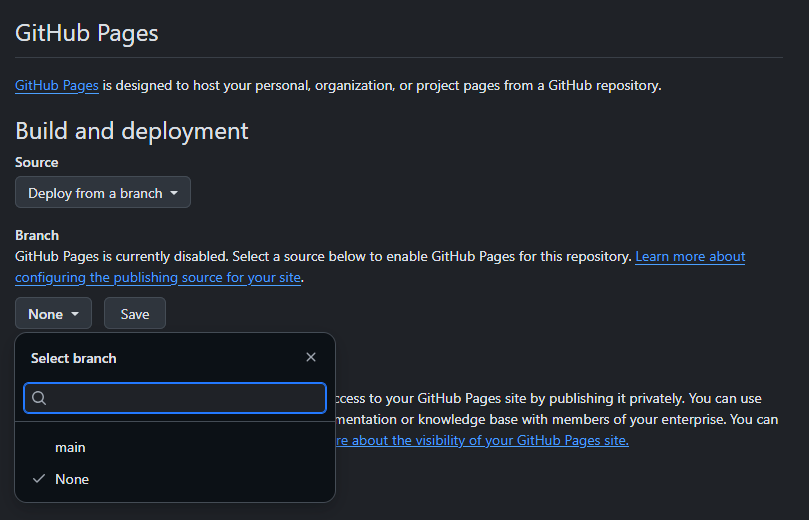 GitHub Pages
GitHub Pages is designed to host your personal, organization, or project pages from a GitHub repository.
Build and deployment
Source
Deploy from a branch
Branch
GitHub Pages is currently disabled. Select a source below to enable GitHub Pages for this repository. Learn more about
configuring the publishing source for your site.
None
Save
Select branch
to your GitHub Pages site by publishing it privately. You can use
or knowledge base with members of your enterprise. You can
about the visibility of your GitHub Pages site.
main
None